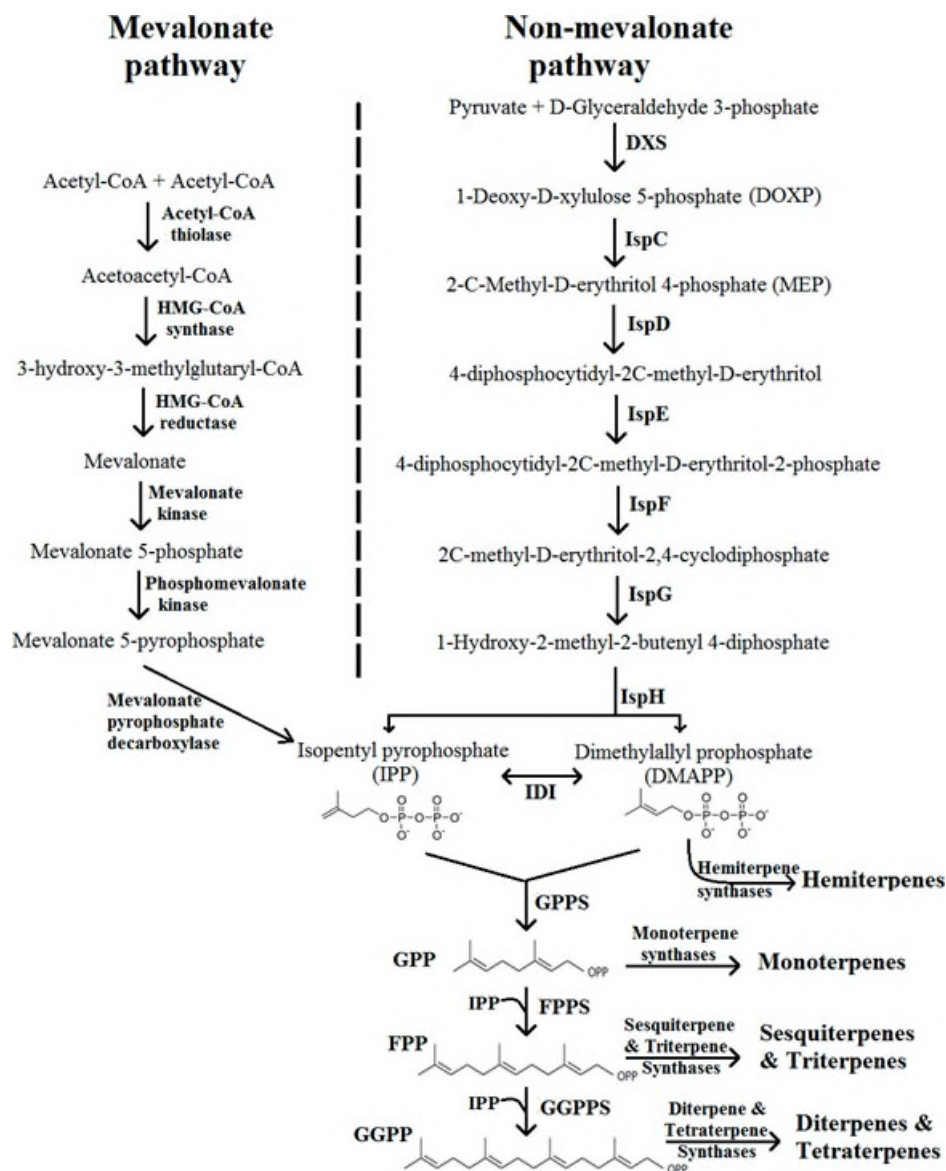 Mevalonate
pathway
Acetyl-CoA + Acetyl-CoA
Acetyl-CoA
thiolase
Acetoacetyl-CoA
HMG-CoA
synthase
3-hydroxy-3-methylglutaryl-CoA
HMG-CoA
reductase
Mevalonate
Mevalonate
kinase
Mevalonate 5-phosphate
Phosphomevalonate
kinase
Mevalonate 5-pyrophosphate
Mevalonate
pyrophosphate
decarboxylase
Non-mevalonate
pathway
Pyruvate + D-Glyceraldehyde 3-phosphate
DXS
1-Deoxy-D-xylulose 5-phosphate (DOXP)
IspC
2-C-Methyl-D-erythritol 4-phosphate (MEP)
IspD
4-diphosphocytidyl-2C-methyl-D-erythritol
IspE
4-diphosphocytidyl-2C-methyl-D-erythritol-2-phosphate
IspF
2C-methyl-D-erythritol-2,4-cyclodiphosphate
IspG
1-Hydroxy-2-methyl-2-butenyl 4-diphosphate
IspH
Isopentyl pyrophosphate
(IPP)
IDI
Dimethylallyl prophosphate
(DMAPP)
O O
O P O P O⁻
O⁻ O⁻
O O
O P O P O⁻
O⁻ O⁻
Hemiterpene
synthases
Hemiterpenes
GPPS
GPP
OPP
Monoterpene
synthases
Monoterpenes
IPP
FPPS
FPP
OPP
Sesquiterpene
& Triterpene
Synthases
Sesquiterpenes
& Triterpenes
IPP
GGPPS
GGPP
OPP
Diterpene &
Tetraterpene
Synthases
Diterpenes &
Tetraterpenes